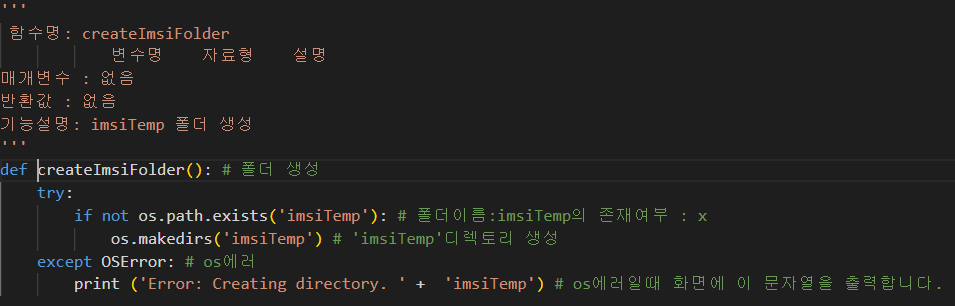 '''
함수명: createImsiFolder
변수명 자료형 설명
매개변수 : 없음
반환값 : 없음
기능설명: imsiTemp 폴더 생성
'''
def createImsiFolder(): # 폴더 생성
try:
if not os.path.exists('imsiTemp'): # 폴더이름:imsiTemp의 존재여부 : x
os.makedirs('imsiTemp') # 'imsiTemp'디렉토리 생성
except OSError: # os에러
print ('Error: Creating directory. ' +  'imsiTemp') # os에러일때 화면에 이 문자열을 출력합니다.